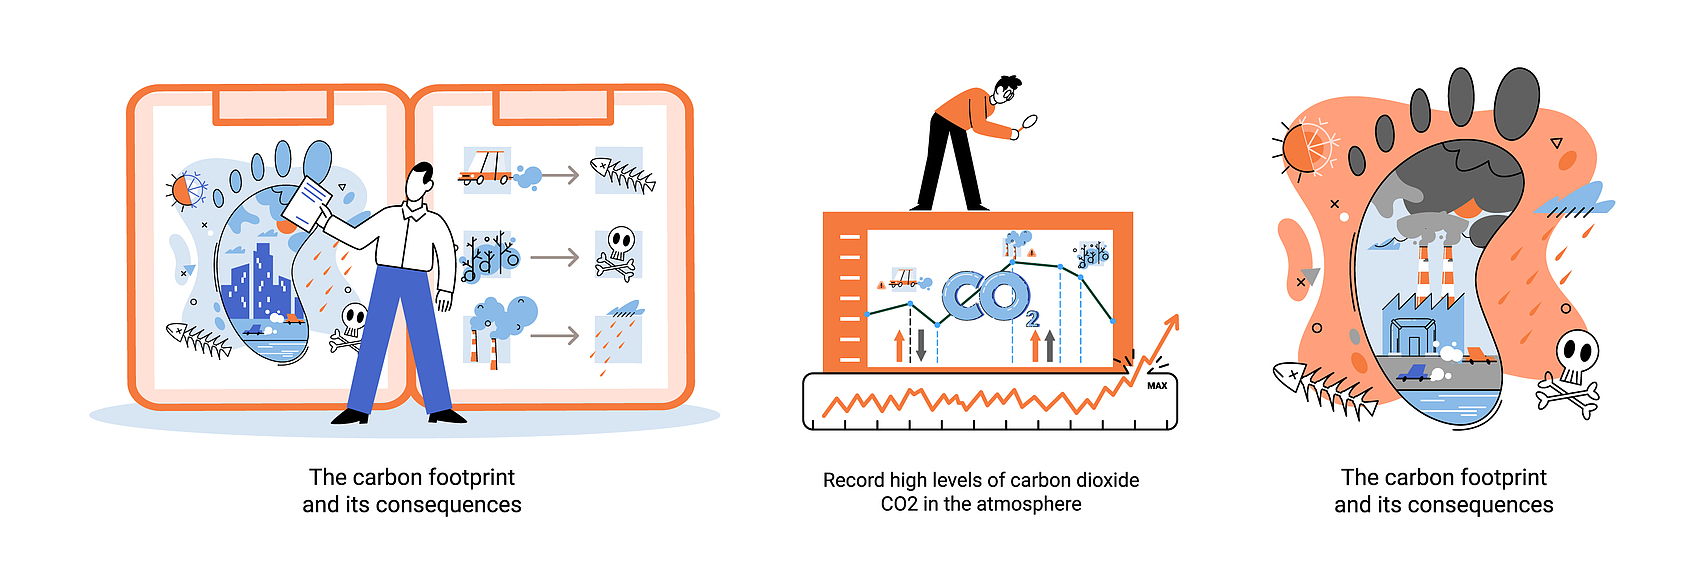 CO2
MAX
The carbon footprint
and its consequences
Record high levels of carbon dioxide
CO2 in the atmosphere
The carbon footprint
and its consequences